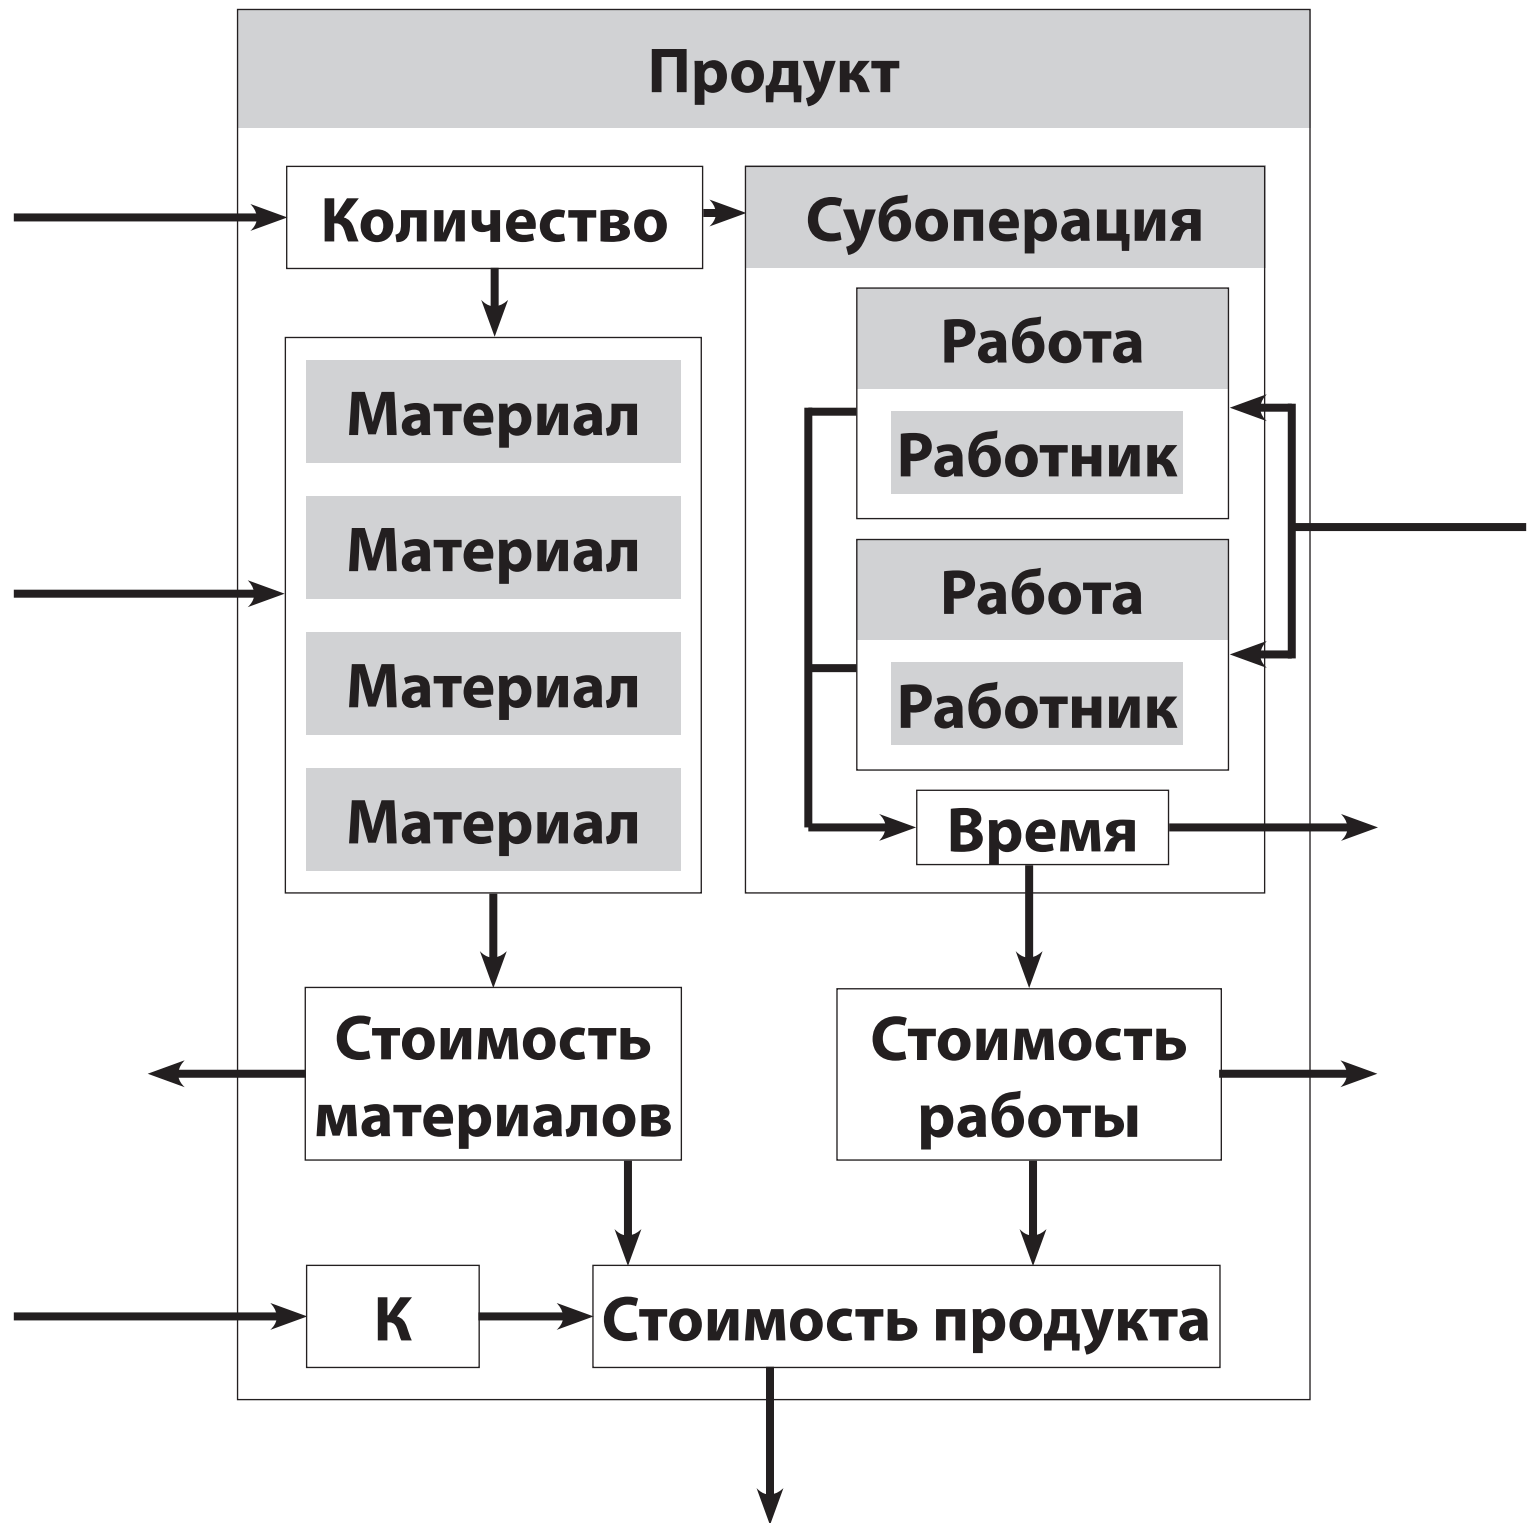 Продукт
Количество
Субоперация
Материал
Материал
Материал
Материал
Работа
Работник
Работа
Работник
Время
Стоимость
материалов
Стоимость
работы
К
Стоимость продукта